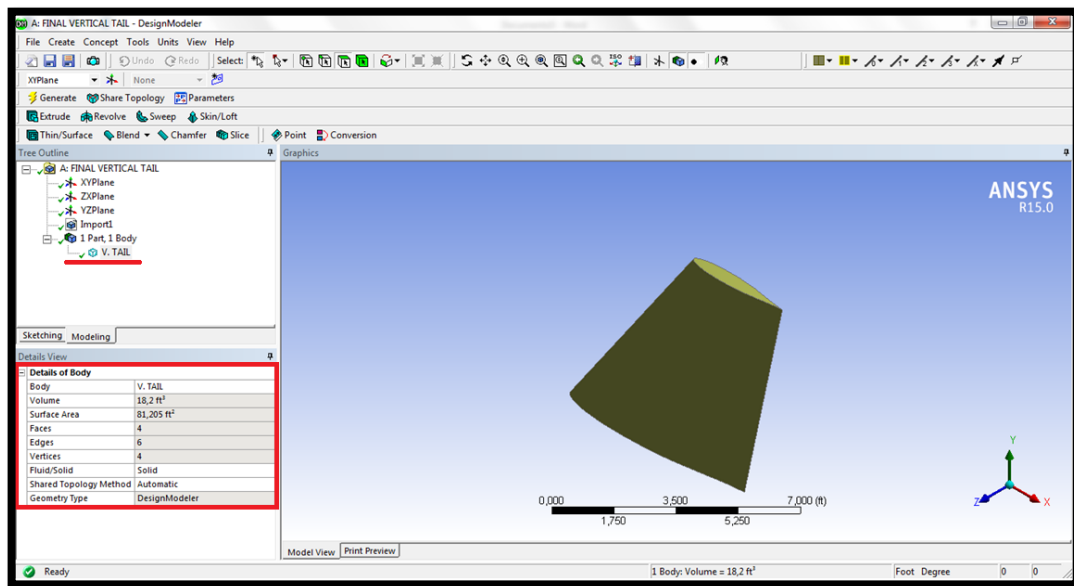 A: FINAL VERTICAL TAIL - DesignModeler
File Create Concept Tools Units View Help
Undo Redo Select:
XYPlane None
Generate Share Topology Parameters
Extrude Revolve Sweep Skin/Loft
Thin/Surface Blend Chamfer Slice Point Conversion
Tree Outline
A: FINAL VERTICAL TAIL
XYPlane
ZXPlane
YZPlane
Import1
1 Part, 1 Body
V. TAIL
Sketching Modeling
Details View
Details of Body
Body V. TAIL
Volume 18,2 ft³
Surface Area 81,205 ft²
Faces 4
Edges 6
Vertices 4
Fluid/Solid Solid
Shared Topology Method Automatic
Geometry Type DesignModeler
Graphics
ANSYS
R15.0
Y
Z
X
0,000 3,500 7,000 (ft)
1,750 5,250
Model View Print Preview
Ready 1 Body: Volume = 18,2 ft³ Foot Degree 0 0